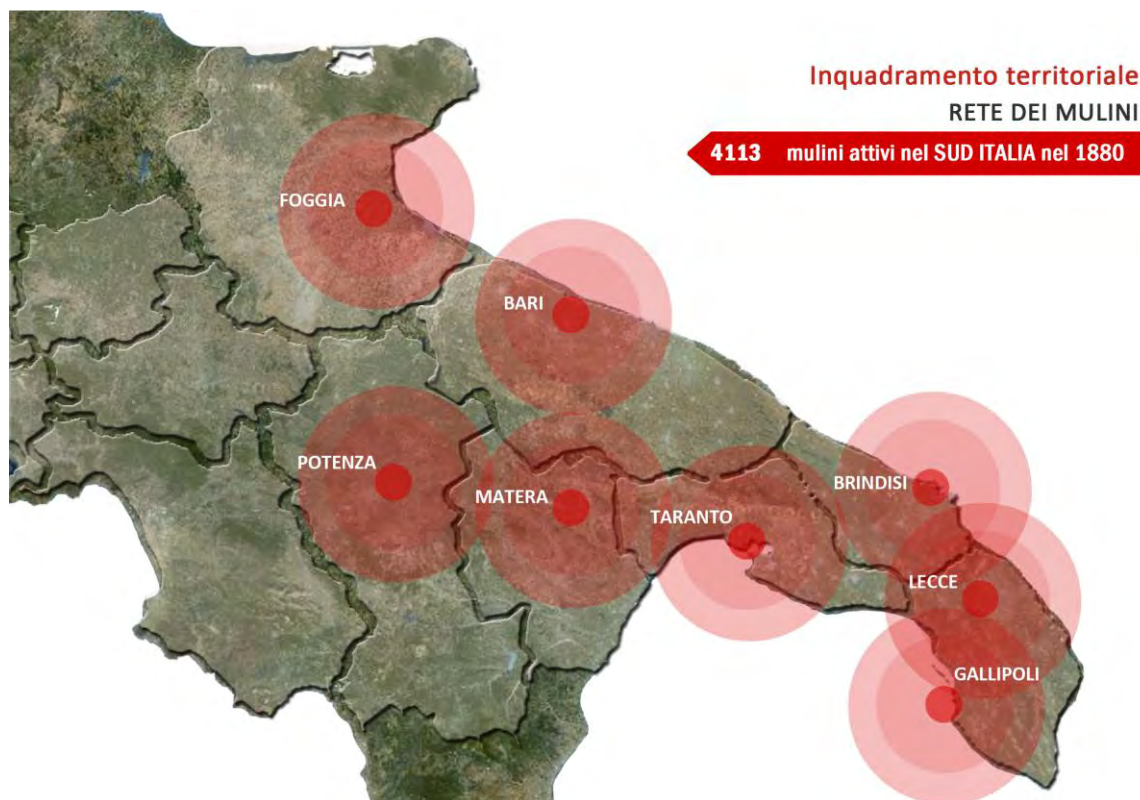 Inquadramento territoriale
RETE DEI MULINI
4113 mulini attivi nel SUD ITALIA nel 1880
FOGGIA
BARI
POTENZA
MATERA
TARANTO
BRINDISI
LECCE
GALLIPOLI